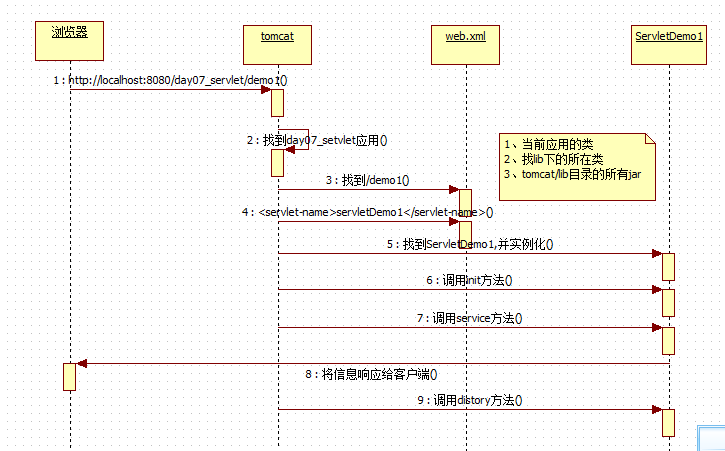 浏览器
tomcat
web.xml
ServletDemo1
1 : http://localhost:8080/day07_servlet/demo1()
2 : 找到day07_setvlet应用()
1、当前应用的类
2、找lib下的所在类
3、tomcat/lib目录的所有jar
3 : 找到/demo1()
4 : <servlet-name>servletDemo1</servlet-name>()
5 : 找到ServletDemo1,并实例化()
6 : 调用init方法()
7 : 调用service方法()
8 : 将信息响应给客户端()
9 : 调用distory方法()